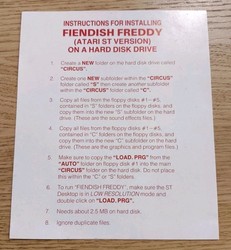 INSTRUCTIONS FOR INSTALLING
FIENDISH FREDDY
(ATARI ST VERSION)
ON A HARD DISK DRIVE
1. Create a NEW folder on the hard disk drive called
"CIRCUS".
2. Create one NEW subfolder within the "CIRCUS"
folder called "S" then create another subfolder
within the "CIRCUS" folder called "C".
3. Copy all files from the floppy disks #1–#5,
contained in "S" folders on the floppy disks, and
copy them into the new "S" subfolder on the hard
drive. (These are the sound effects files.)
4. Copy all files from the floppy disks #1–#5,
contained in "C" folders on the floppy disks, and
copy them into the new "C" subfolder on the hard
drive. (These are the graphics and program files.)
5. Make sure to copy the "LOAD. PRG" from the
"AUTO" folder on floppy disk #1 into the main
"CIRCUS" folder on the hard disk. Do not place
this within the "C" or "S" folders.
6. To run "FIENDISH FREDDY", make sure the ST
Desktop is in LOW RESOLUTION mode and
double click on "LOAD. PRG".
7. Needs about 2.5 MB on hard disk.
8. Ignore duplicate files.